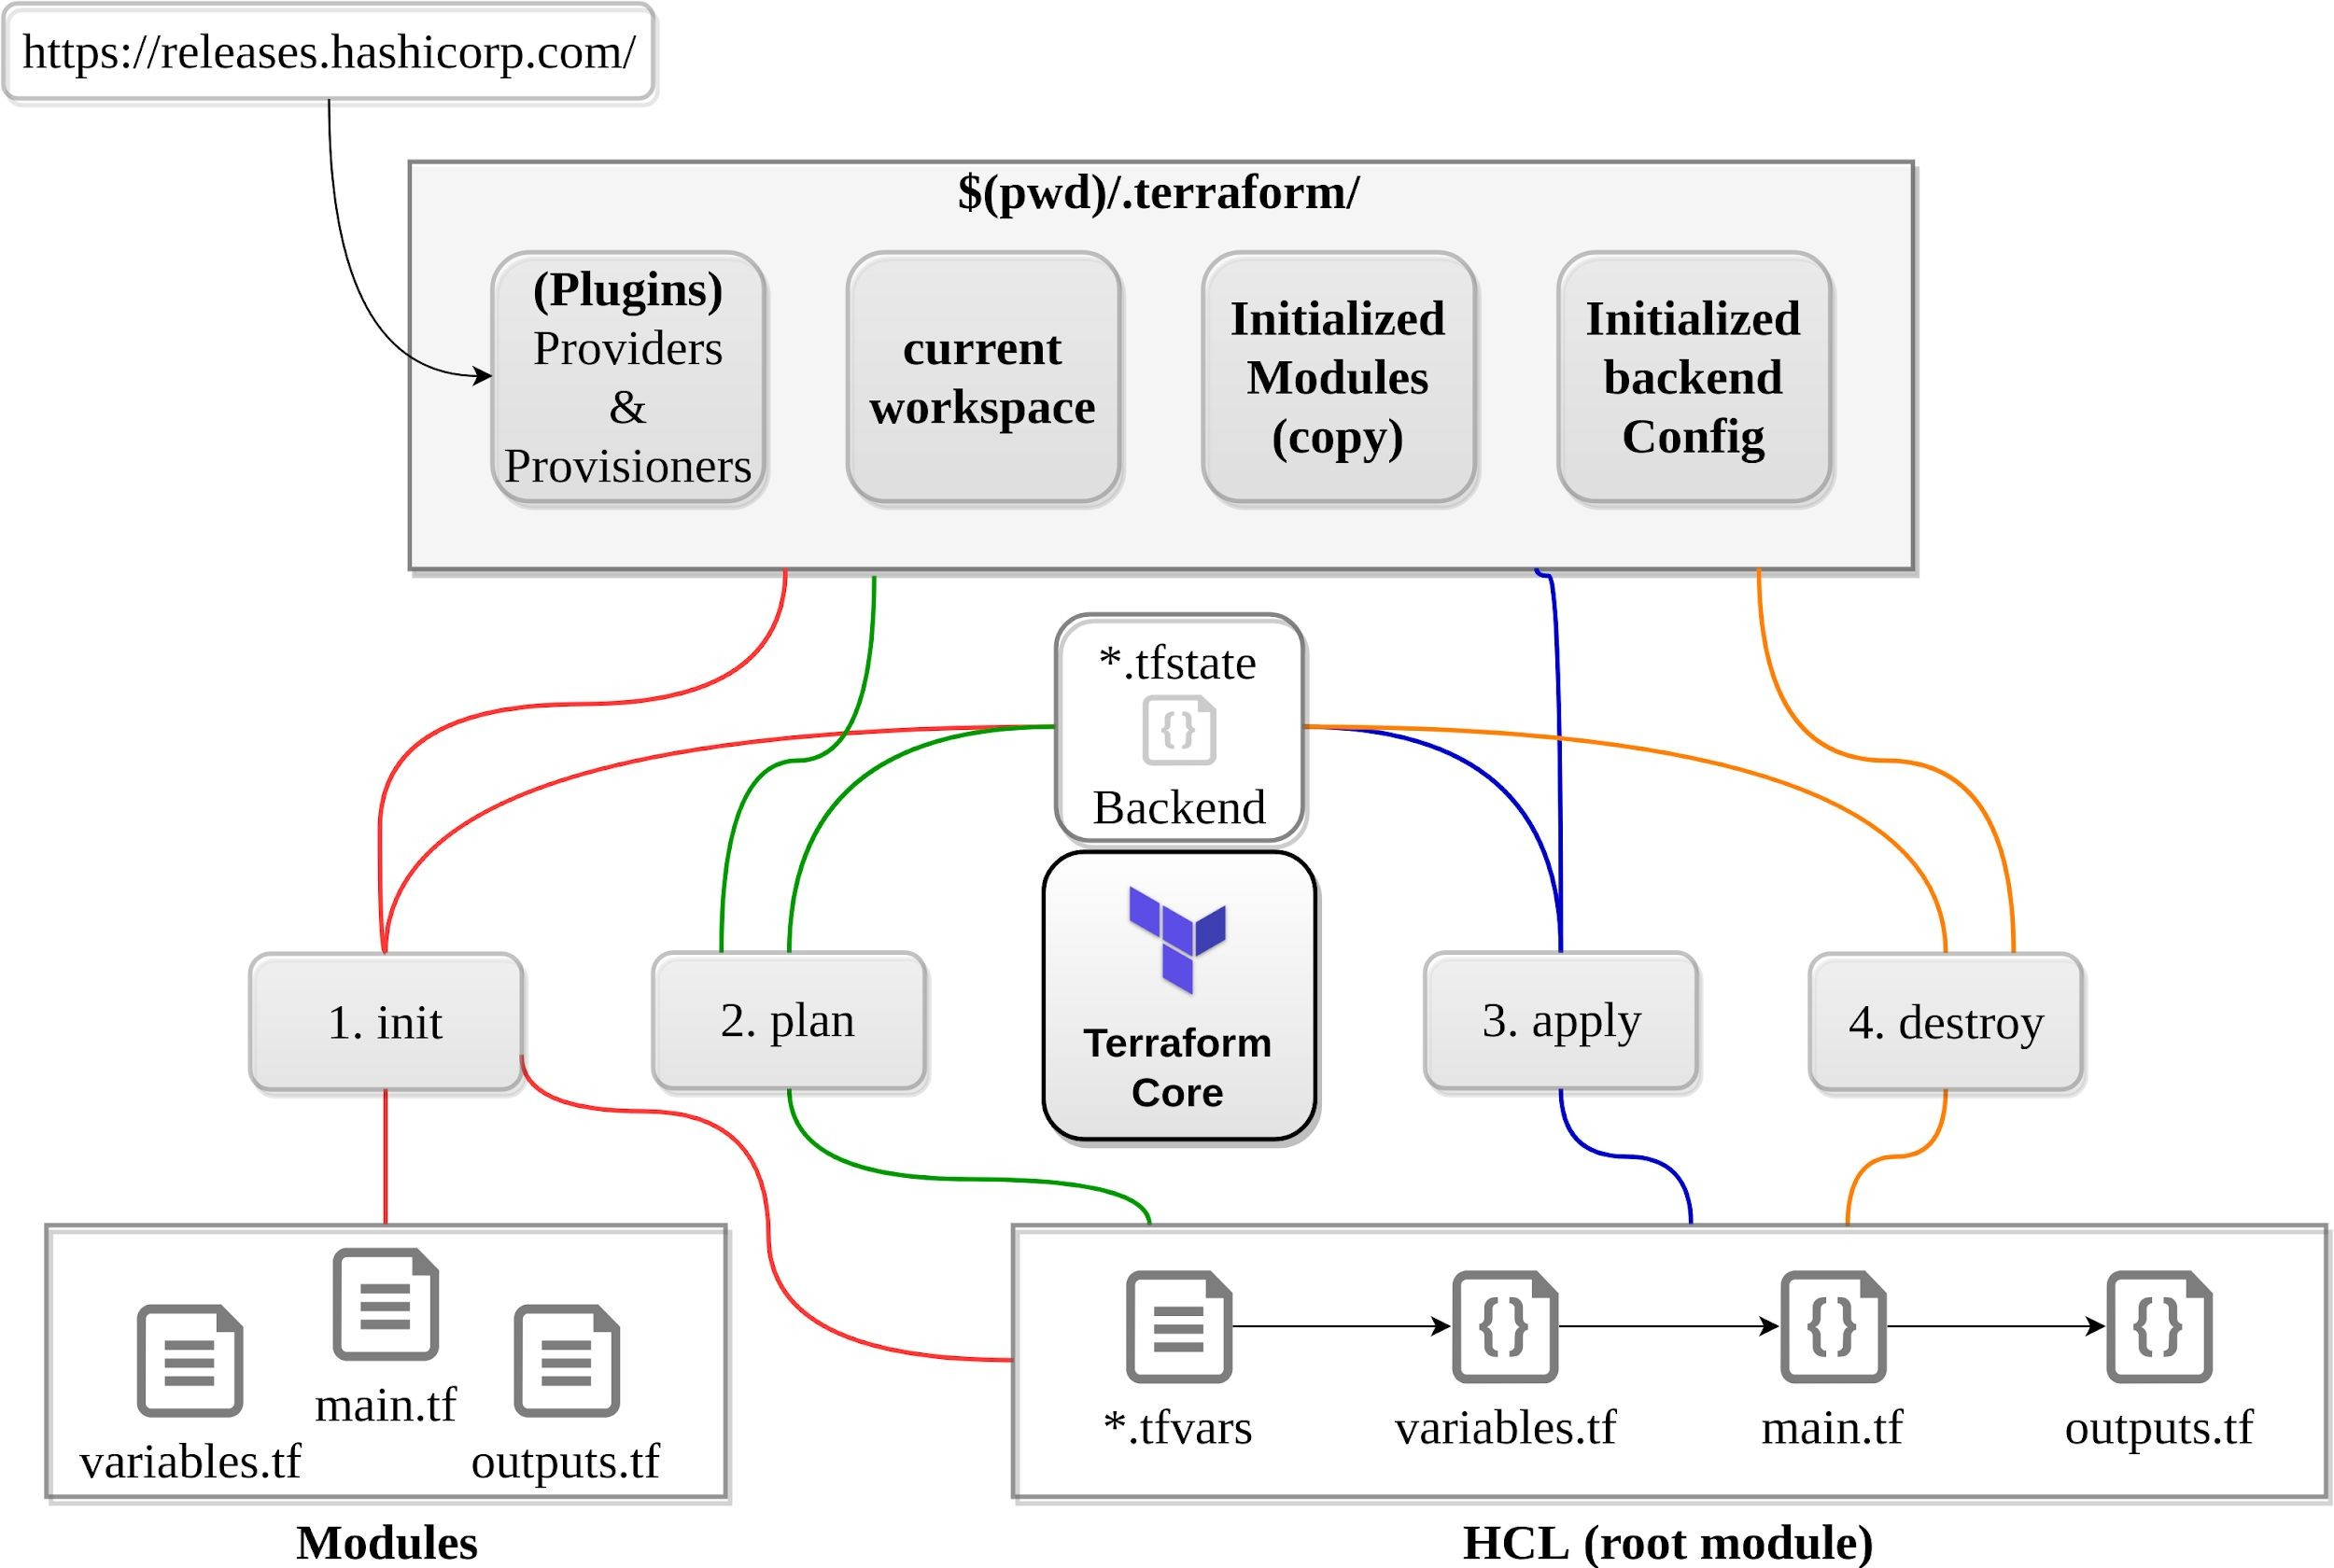 https://releases.hashicorp.com/
$(pwd)/.terraform/
(Plugins)
Providers
&
Provisioners
current
workspace
Initialized
Modules
(copy)
Initialized
backend
Config
*.tfstate
{}
Backend
Terraform
Core
1. init
2. plan
3. apply
4. destroy
main.tf
variables.tf
outputs.tf
Modules
{}
{}
{}
*.tfvars
variables.tf
main.tf
outputs.tf
HCL (root module)